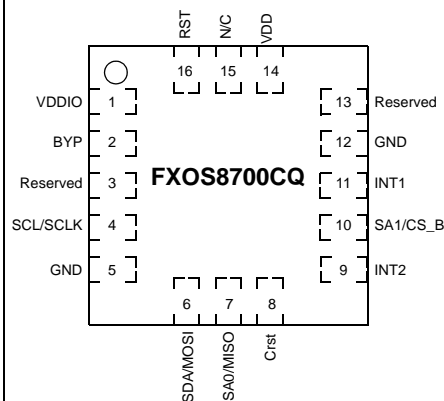 RST
N/C
VDD
16
15
14
VDDIO 1
13 Reserved
BYP 2
12 GND
Reserved 3
FXOS8700CQ
11 INT1
SCL/SCLK 4
10 SA1/CS_B
GND 5
9 INT2
6
7
8
SDA/MOSI
SA0/MISO
Crst